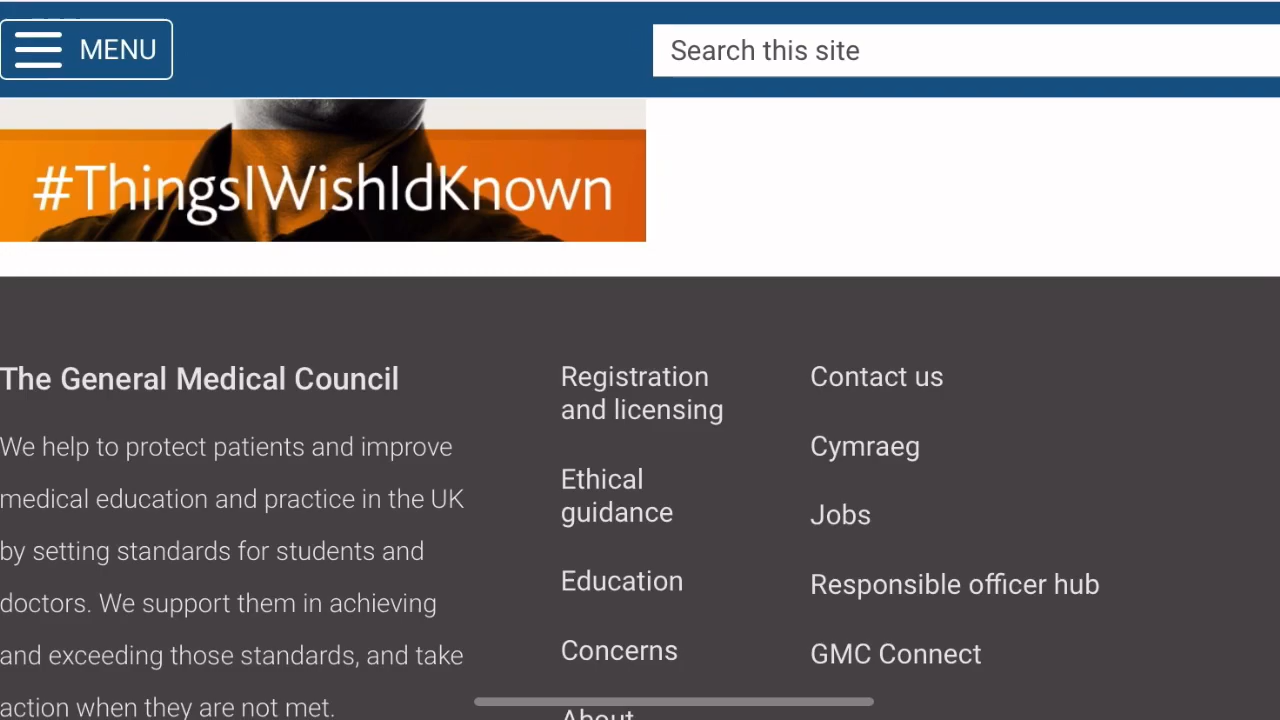 MENU
Search this site
#ThingsIWishIdKnown
The General Medical Council
We help to protect patients and improve
medical education and practice in the UK
by setting standards for students and
doctors. We support them in achieving
and exceeding those standards, and take
action when they are not met.
Registration
and licensing
Ethical
guidance
Education
Concerns
About
Contact us
Cymraeg
Jobs
Responsible officer hub
GMC Connect